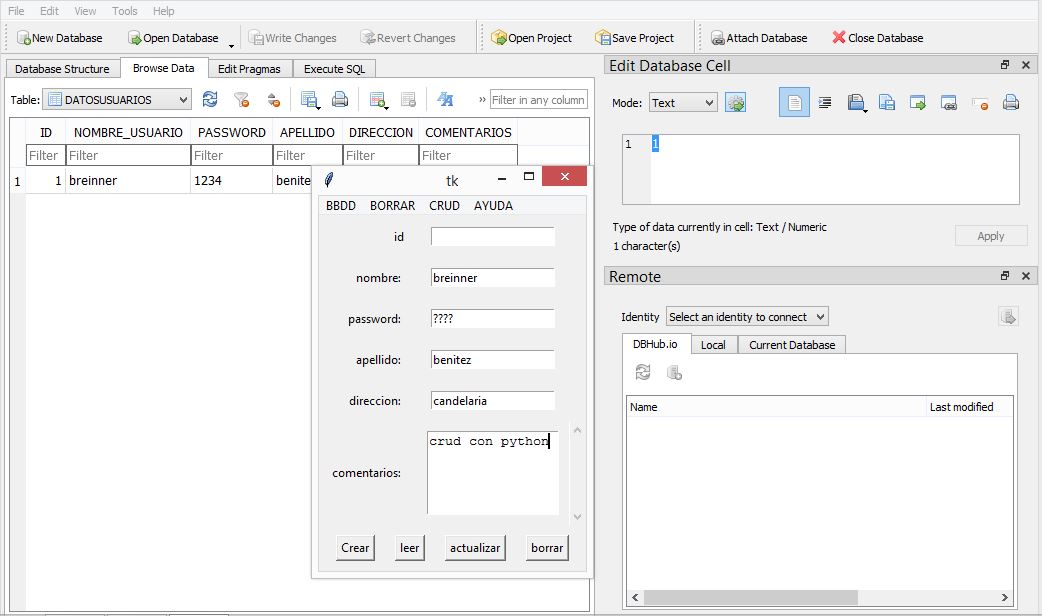 File Edit View Tools Help
New Database Open Database Write Changes Revert Changes Open Project Save Project Attach Database Close Database
Database Structure Browse Data Edit Pragmas Execute SQL
Table: DATOSUSUARIOS » Filter in any column
ID NOMBRE_USUARIO PASSWORD APELLIDO DIRECCION COMENTARIOS
Filter Filter Filter Filter Filter Filter
1 1 breinner 1234 benite
tk
BBDD BORRAR CRUD AYUDA
id
nombre: breinner
password: ????
apellido: benitez
direccion: candelaria
comentarios: crud con python
Crear leer actualizar borrar
Edit Database Cell
Mode: Text
1 1
Type of data currently in cell: Text / Numeric
1 character(s)
Apply
Remote
Identity Select an identity to connect
DBHub.io Local Current Database
Name Last modified